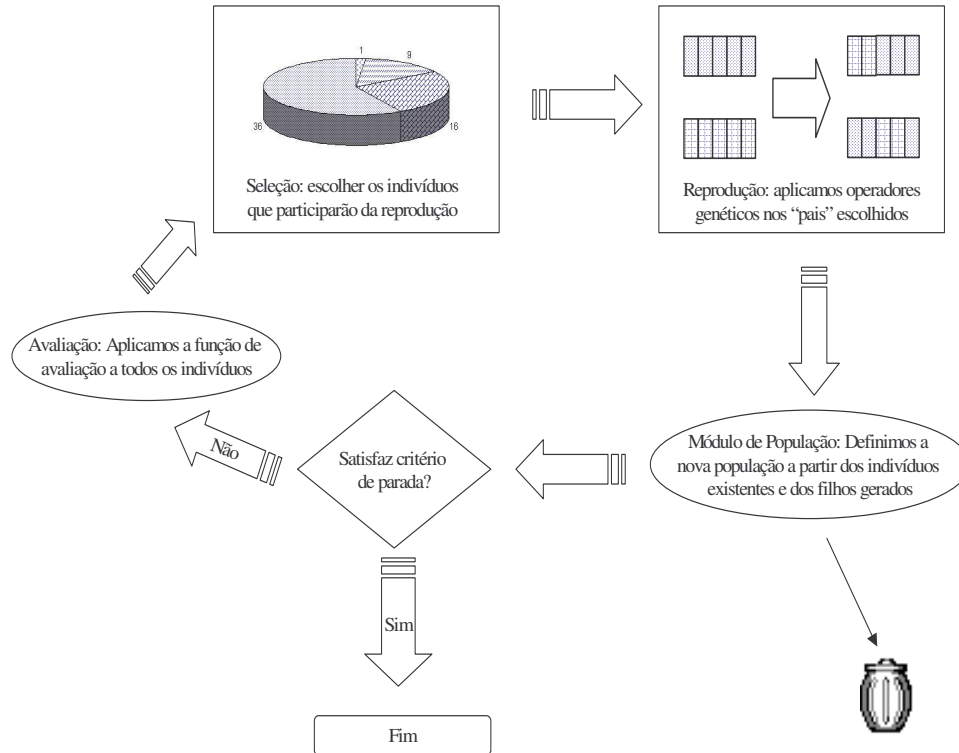 1
9
36
16
Seleção: escolher os indivíduos
que participarão da reprodução
Reprodução: aplicamos operadores
genéticos nos “pais” escolhidos
Avaliação: Aplicamos a função de
avaliação a todos os indivíduos
Não
Satisfaz critério
de parada?
Módulo de População: Definimos a
nova população a partir dos indivíduos
existentes e dos filhos gerados
Sim
Fim